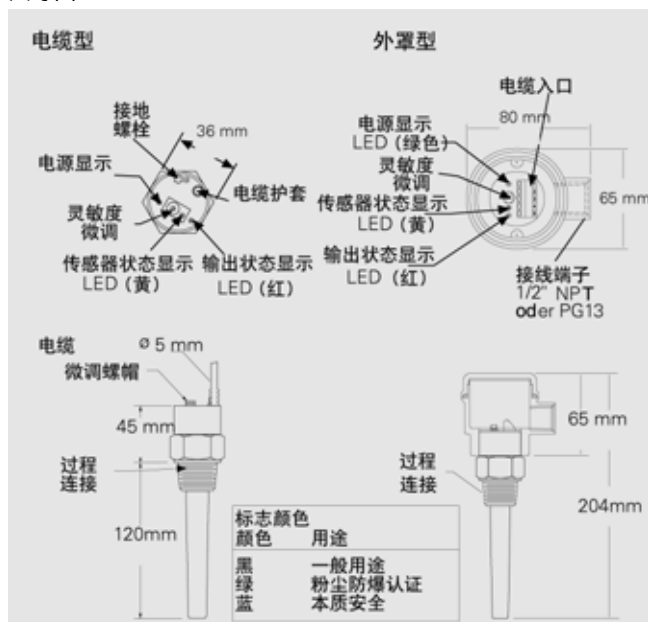 电缆型
外罩型
接地
螺栓
36 mm
电源显示
电缆护套
灵敏度
微调
传感器状态显示
LED (黄)
输出状态显示
LED (红)
电缆入口
80 mm
电源显示
LED (绿色)
灵敏度
微调
传感器状态显示
LED (黄)
输出状态显示
LED (红)
65 mm
接线端子
1/2" NPT
oder PG13
电缆
ø 5 mm
微调螺帽
45 mm
过程
连接
120mm
65 mm
过程
连接
204mm
标志颜色
颜色 用途
黑 一般用途
绿 粉尘防爆认证
蓝 本质安全